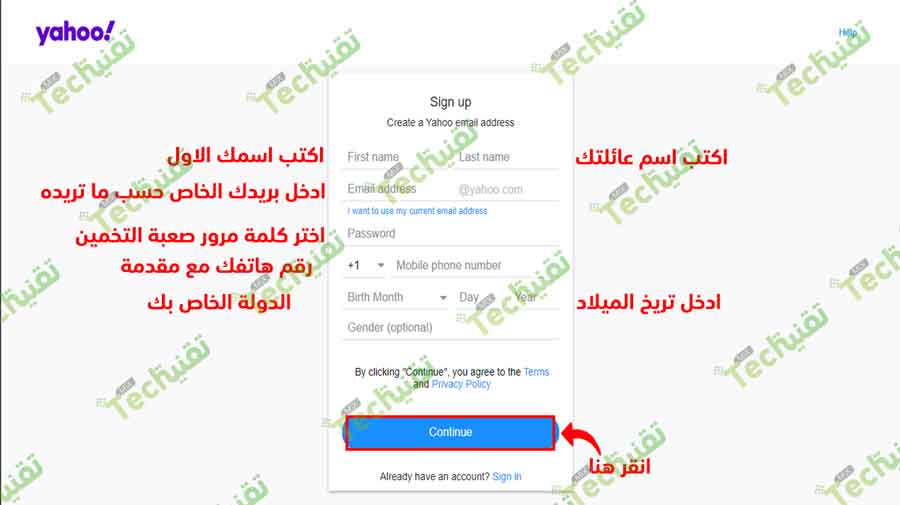 yahoo!
Help
Sign up
Create a Yahoo email address
اكتب اسمك الاول
First name
Last name
اكتب اسم عائلتك
ادخل بريدك الخاص حسب ما تريده
Email address
@yahoo.com
I want to use my current email address
اختر كلمة مرور صعبة التخمين
Password
رقم هاتفك مع مقدمة
الدولة الخاص بك
+1
Mobile phone number
Birth Month
Day
Year
ادخل تريخ الميلاد
Gender (optional)
By clicking "Continue", you agree to the Terms
and Privacy Policy
Continue
انقر هنا
Already have an account? Sign in
تقني Tech MIX